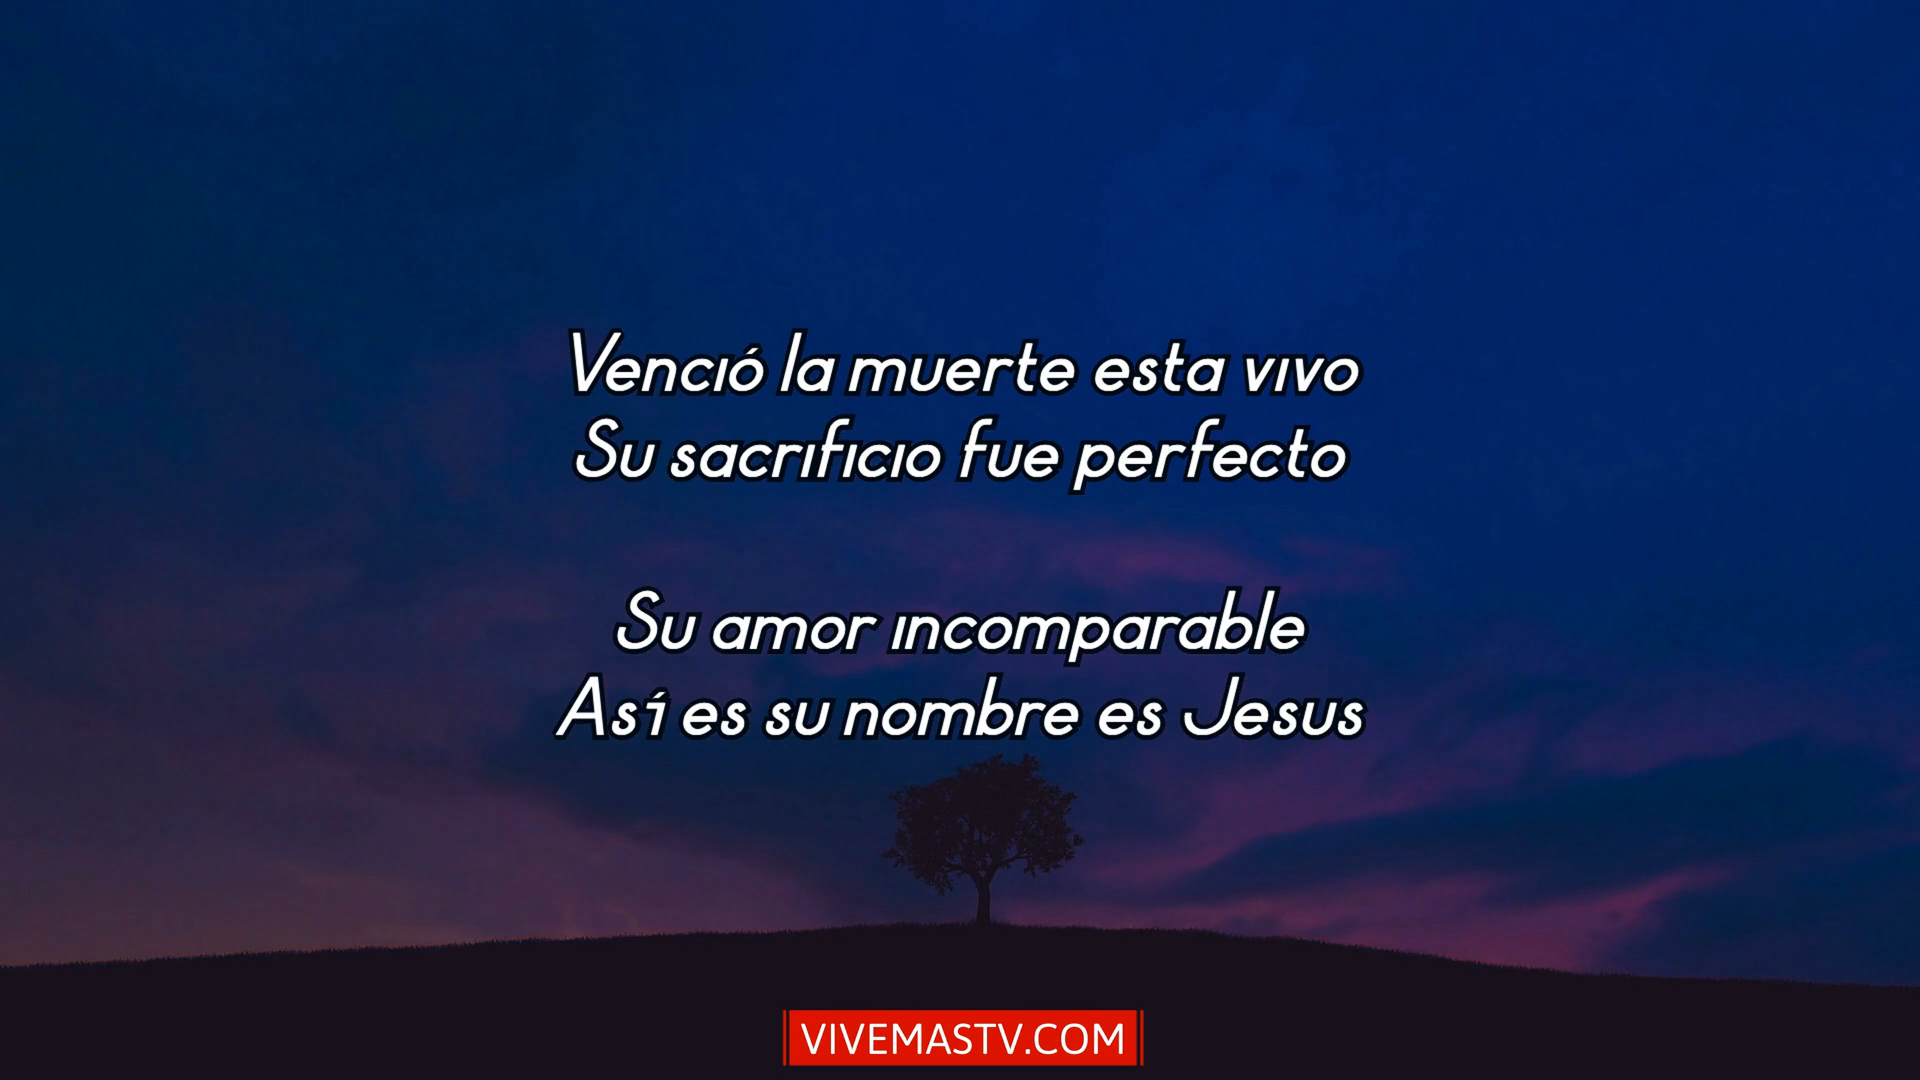 Venció la muerte esta vivo
Su sacrificio fue perfecto
Su amor incomparable
Así es su nombre es Jesus
VIVEMASTV.COM